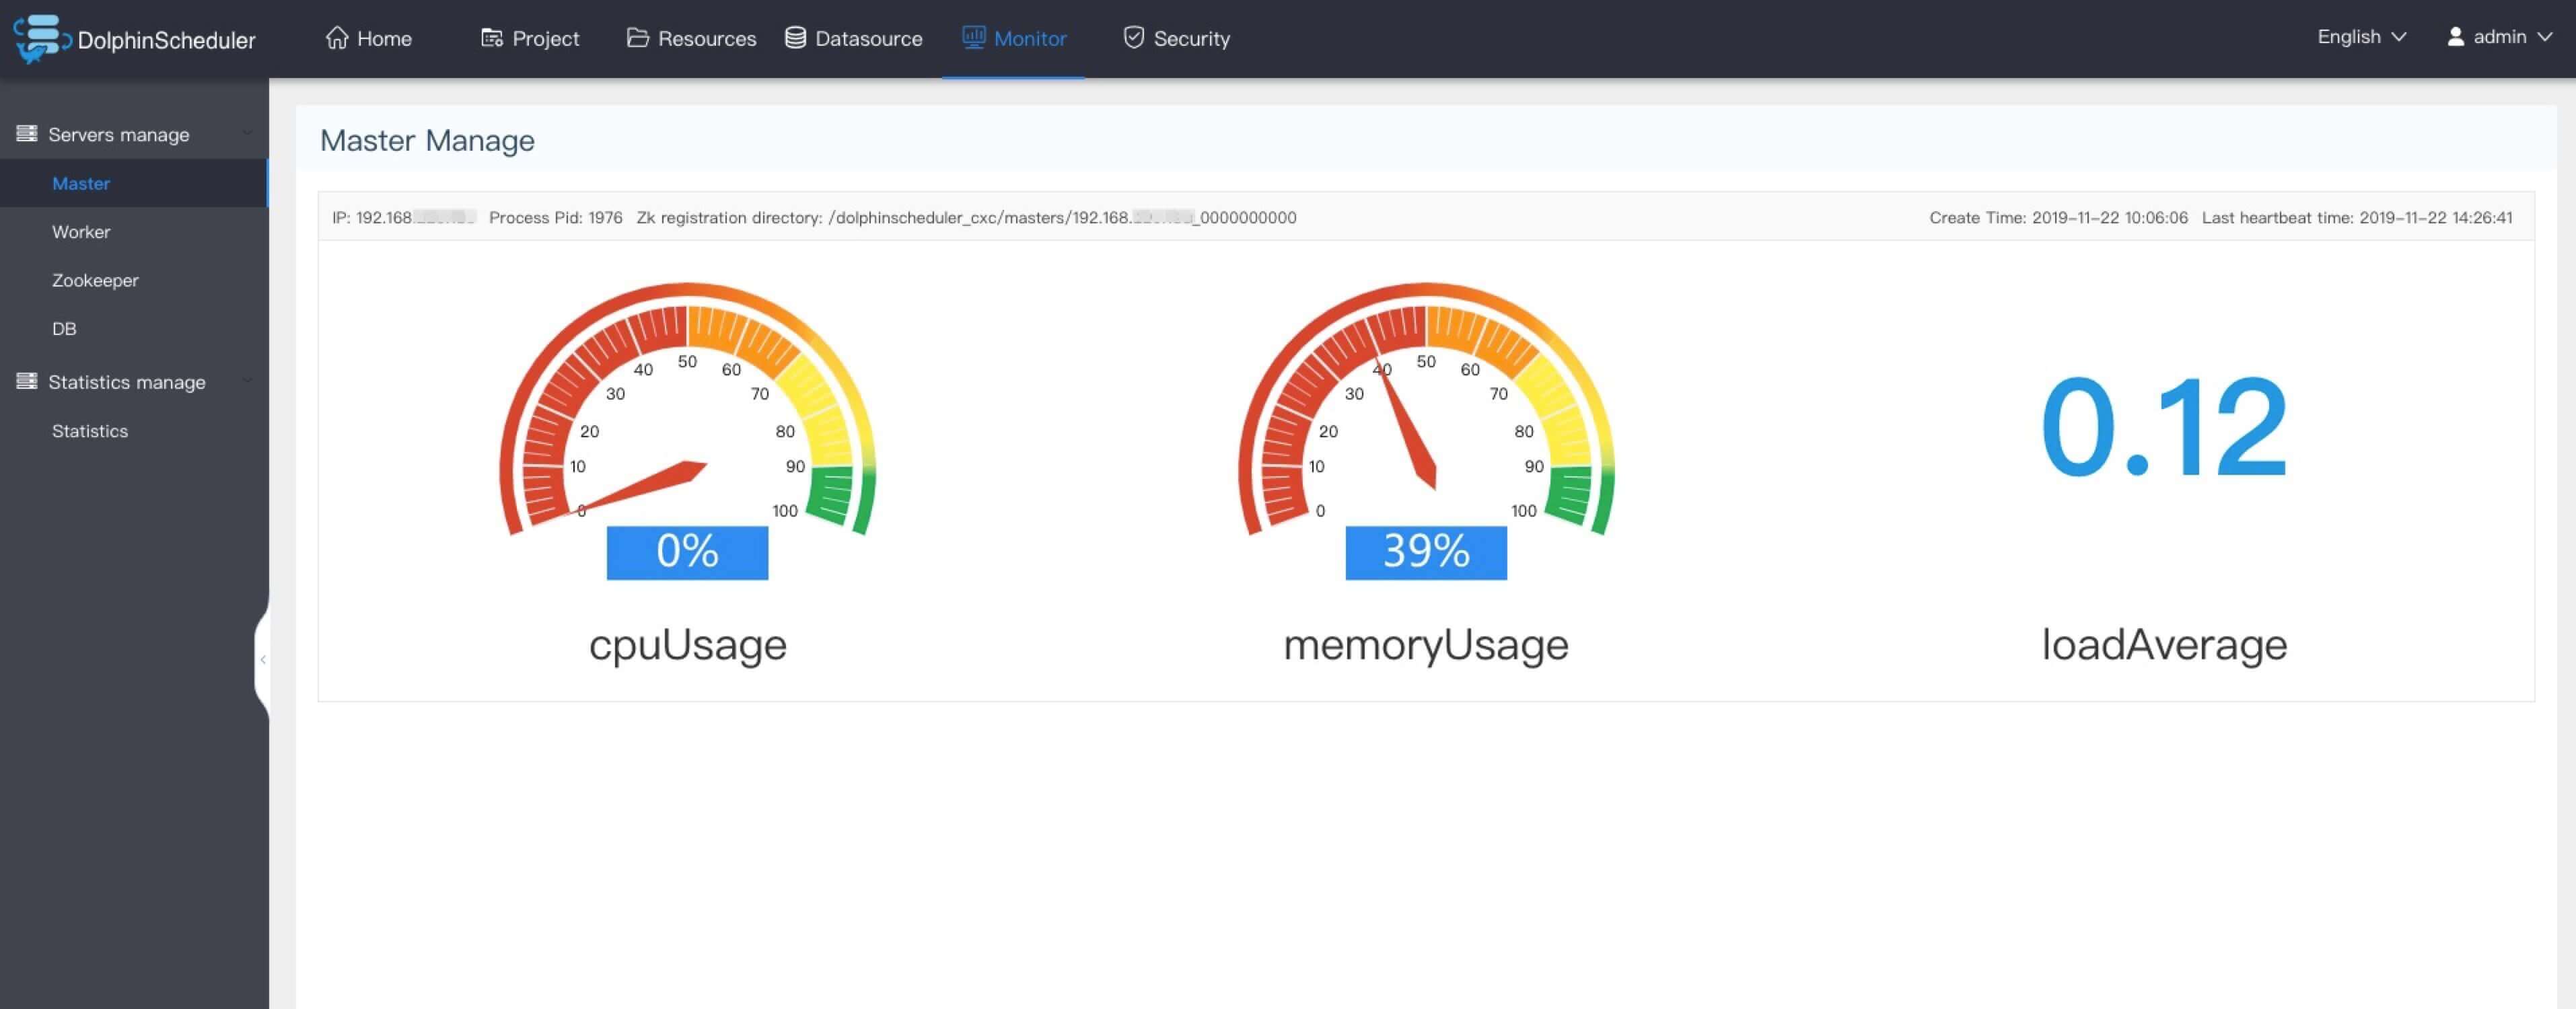 DolphinScheduler Home Project Resources Datasource Monitor Security English admin
Servers manage
Master
Worker
Zookeeper
DB
Statistics manage
Statistics
Master Manage
IP: 192.168. Process Pid: 1976 Zk registration directory: /dolphinscheduler_cxc/masters/192.168. _0000000000 Create Time: 2019-11-22 10:06:06 Last heartbeat time: 2019-11-22 14:26:41
0 10 20 30 40 50 60 70 80 90 100
0%
cpuUsage
0 10 20 30 40 50 60 70 80 90 100
39%
memoryUsage
0.12
loadAverage